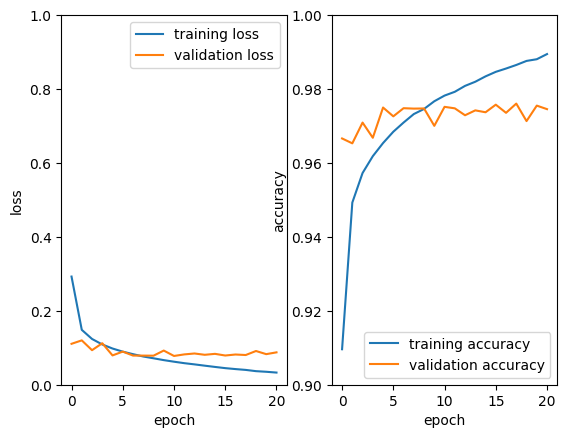 1.0
0.8
0.6
0.4
0.2
0.0
loss
0
5
10
15
20
epoch
training loss
validation loss
1.00
0.98
0.96
0.94
0.92
0.90
accuracy
0
5
10
15
20
epoch
training accuracy
validation accuracy